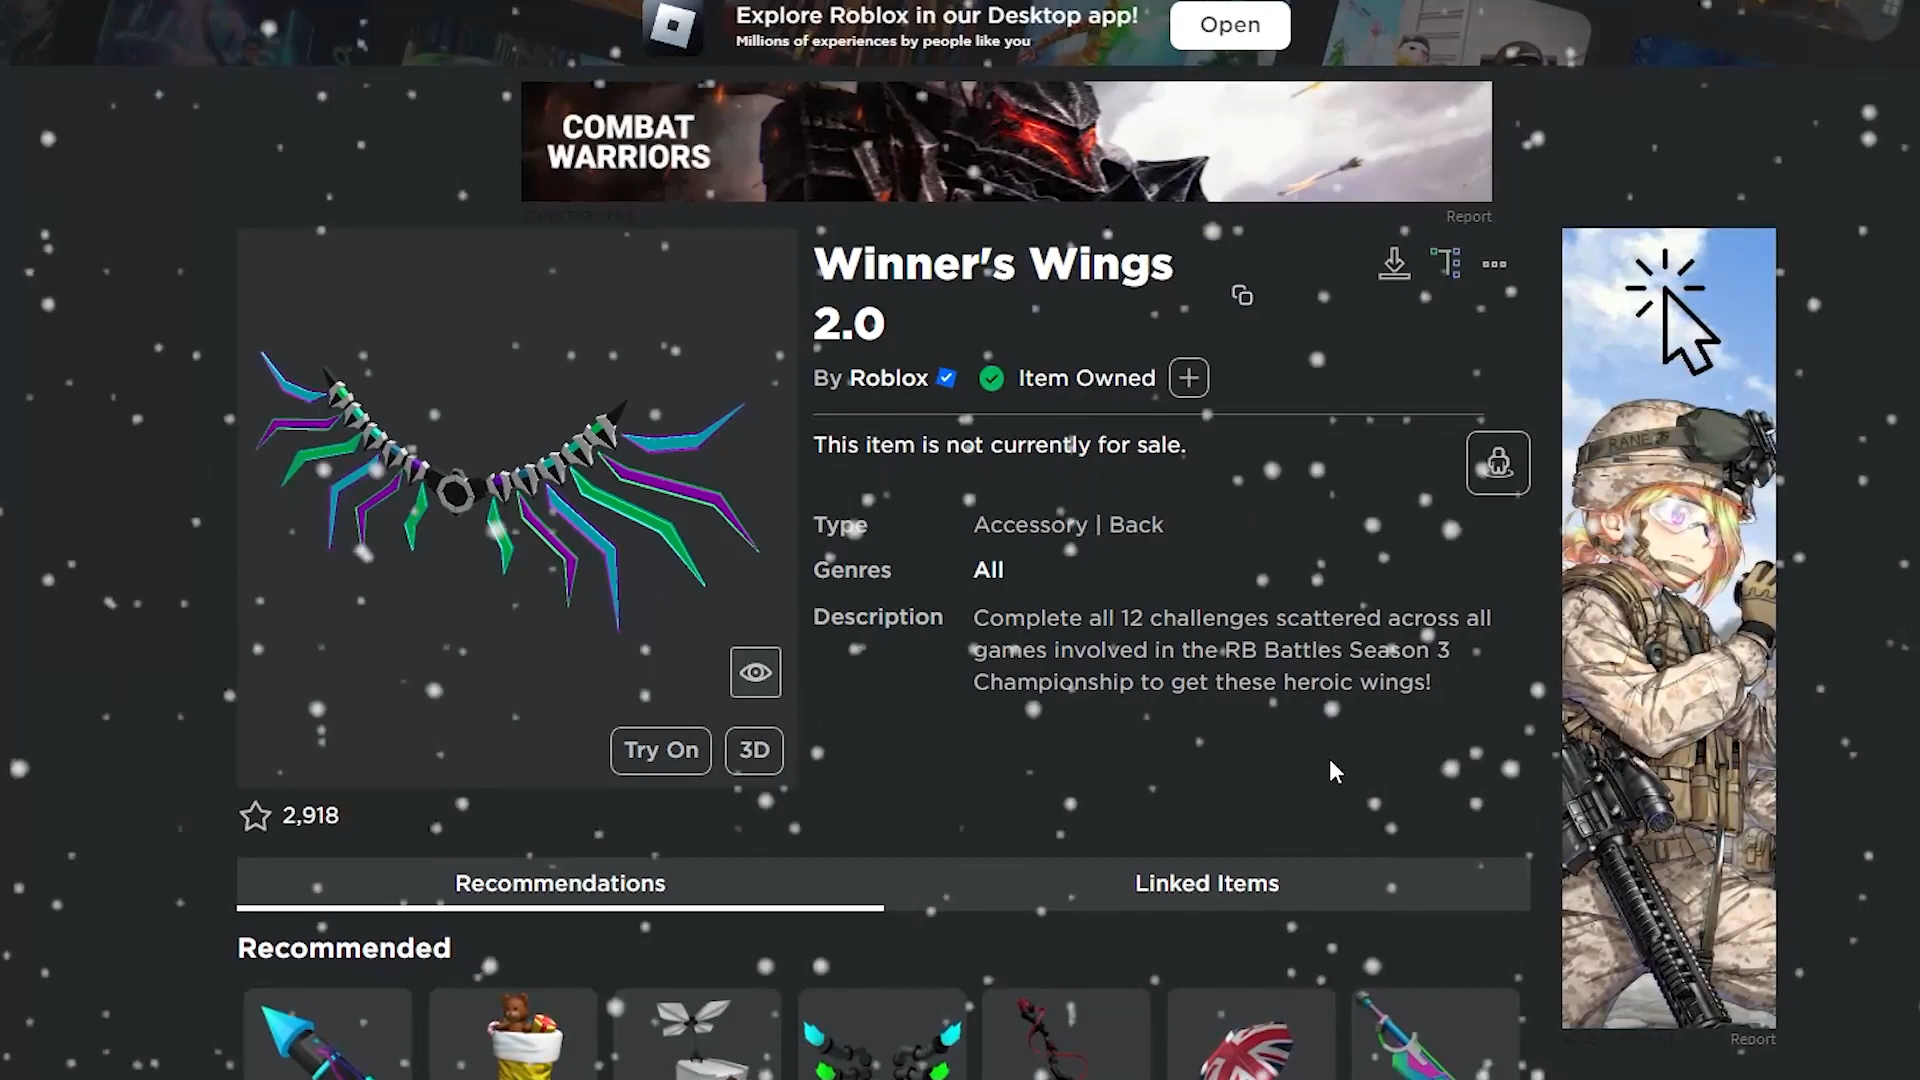 Explore Roblox in our Desktop app!
Millions of experiences by people like you
Open
COMBAT
WARRIORS
Report
Winner's Wings
2.0
By Roblox
Item Owned
This item is not currently for sale.
Type
Accessory | Back
Genres
All
Description
Complete all 12 challenges scattered across all
games involved in the RB Battles Season 3
Championship to get these heroic wings!
Try On
3D
2,918
Recommendations
Linked Items
Recommended
Report